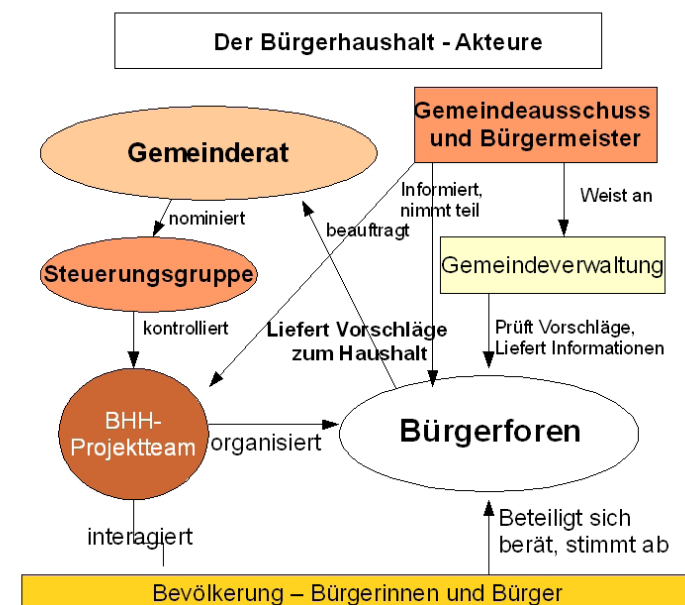 Der Bürgerhaushalt - Akteure
Gemeindeausschuss
und Bürgermeister
Gemeinderat
Informiert,
nimmt teil
Weist an
nominiert
beauftragt
Gemeindeverwaltung
Steuerungsgruppe
kontrolliert
Liefert Vorschläge
zum Haushalt
Prüft Vorschläge,
Liefert Informationen
BHH-
Projektteam
organisiert
Bürgerforen
interagiert
Beteiligt sich
berät, stimmt ab
Bevölkerung – Bürgerinnen und Bürger